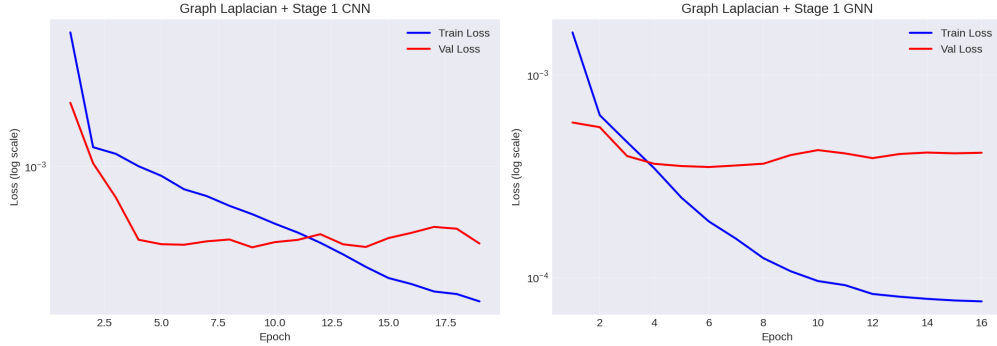 Graph Laplacian + Stage 1 CNN
Train Loss
Val Loss
Loss (log scale)
10⁻³
2.5 5.0 7.5 10.0 12.5 15.0 17.5
Epoch
Graph Laplacian + Stage 1 GNN
Train Loss
Val Loss
Loss (log scale)
10⁻³
10⁻⁴
2 4 6 8 10 12 14 16
Epoch